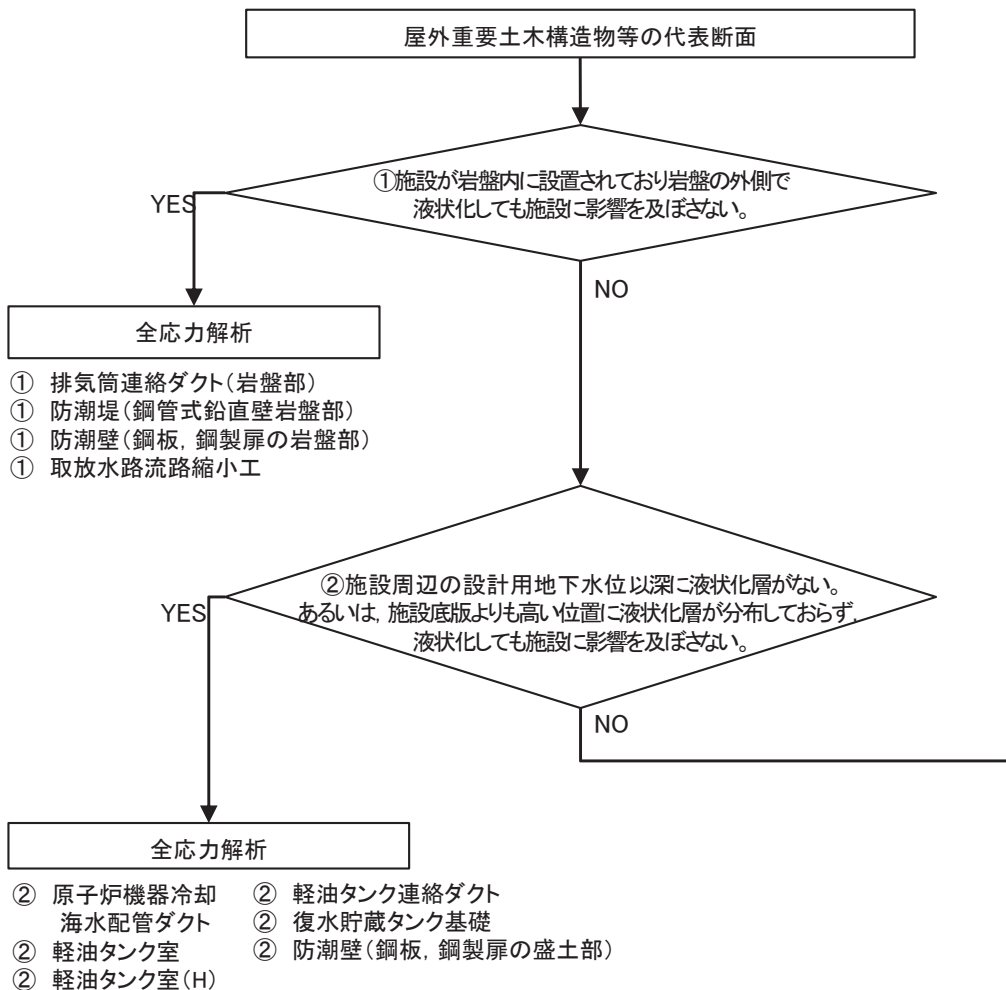 屋外重要土木構造物等の代表断面
①施設が岩盤内に設置されており岩盤の外側で
液状化しても施設に影響を及ぼさない。
YES
NO
全応力解析
① 排気筒連絡ダクト(岩盤部)
① 防潮堤(鋼管式鉛直壁岩盤部)
① 防潮壁(鋼板, 鋼製扉の岩盤部)
① 取放水路流路縮小工
②施設周辺の設計用地下水位以深に液状化層がない。
あるいは, 施設底版よりも高い位置に液状化層が分布しておらず,
液状化しても施設に影響を及ぼさない。
YES
NO
全応力解析
② 原子炉機器冷却
海水配管ダクト
② 軽油タンク室
② 軽油タンク室(H)
② 軽油タンク連絡ダクト
② 復水貯蔵タンク基礎
② 防潮壁(鋼板, 鋼製扉の盛土部)